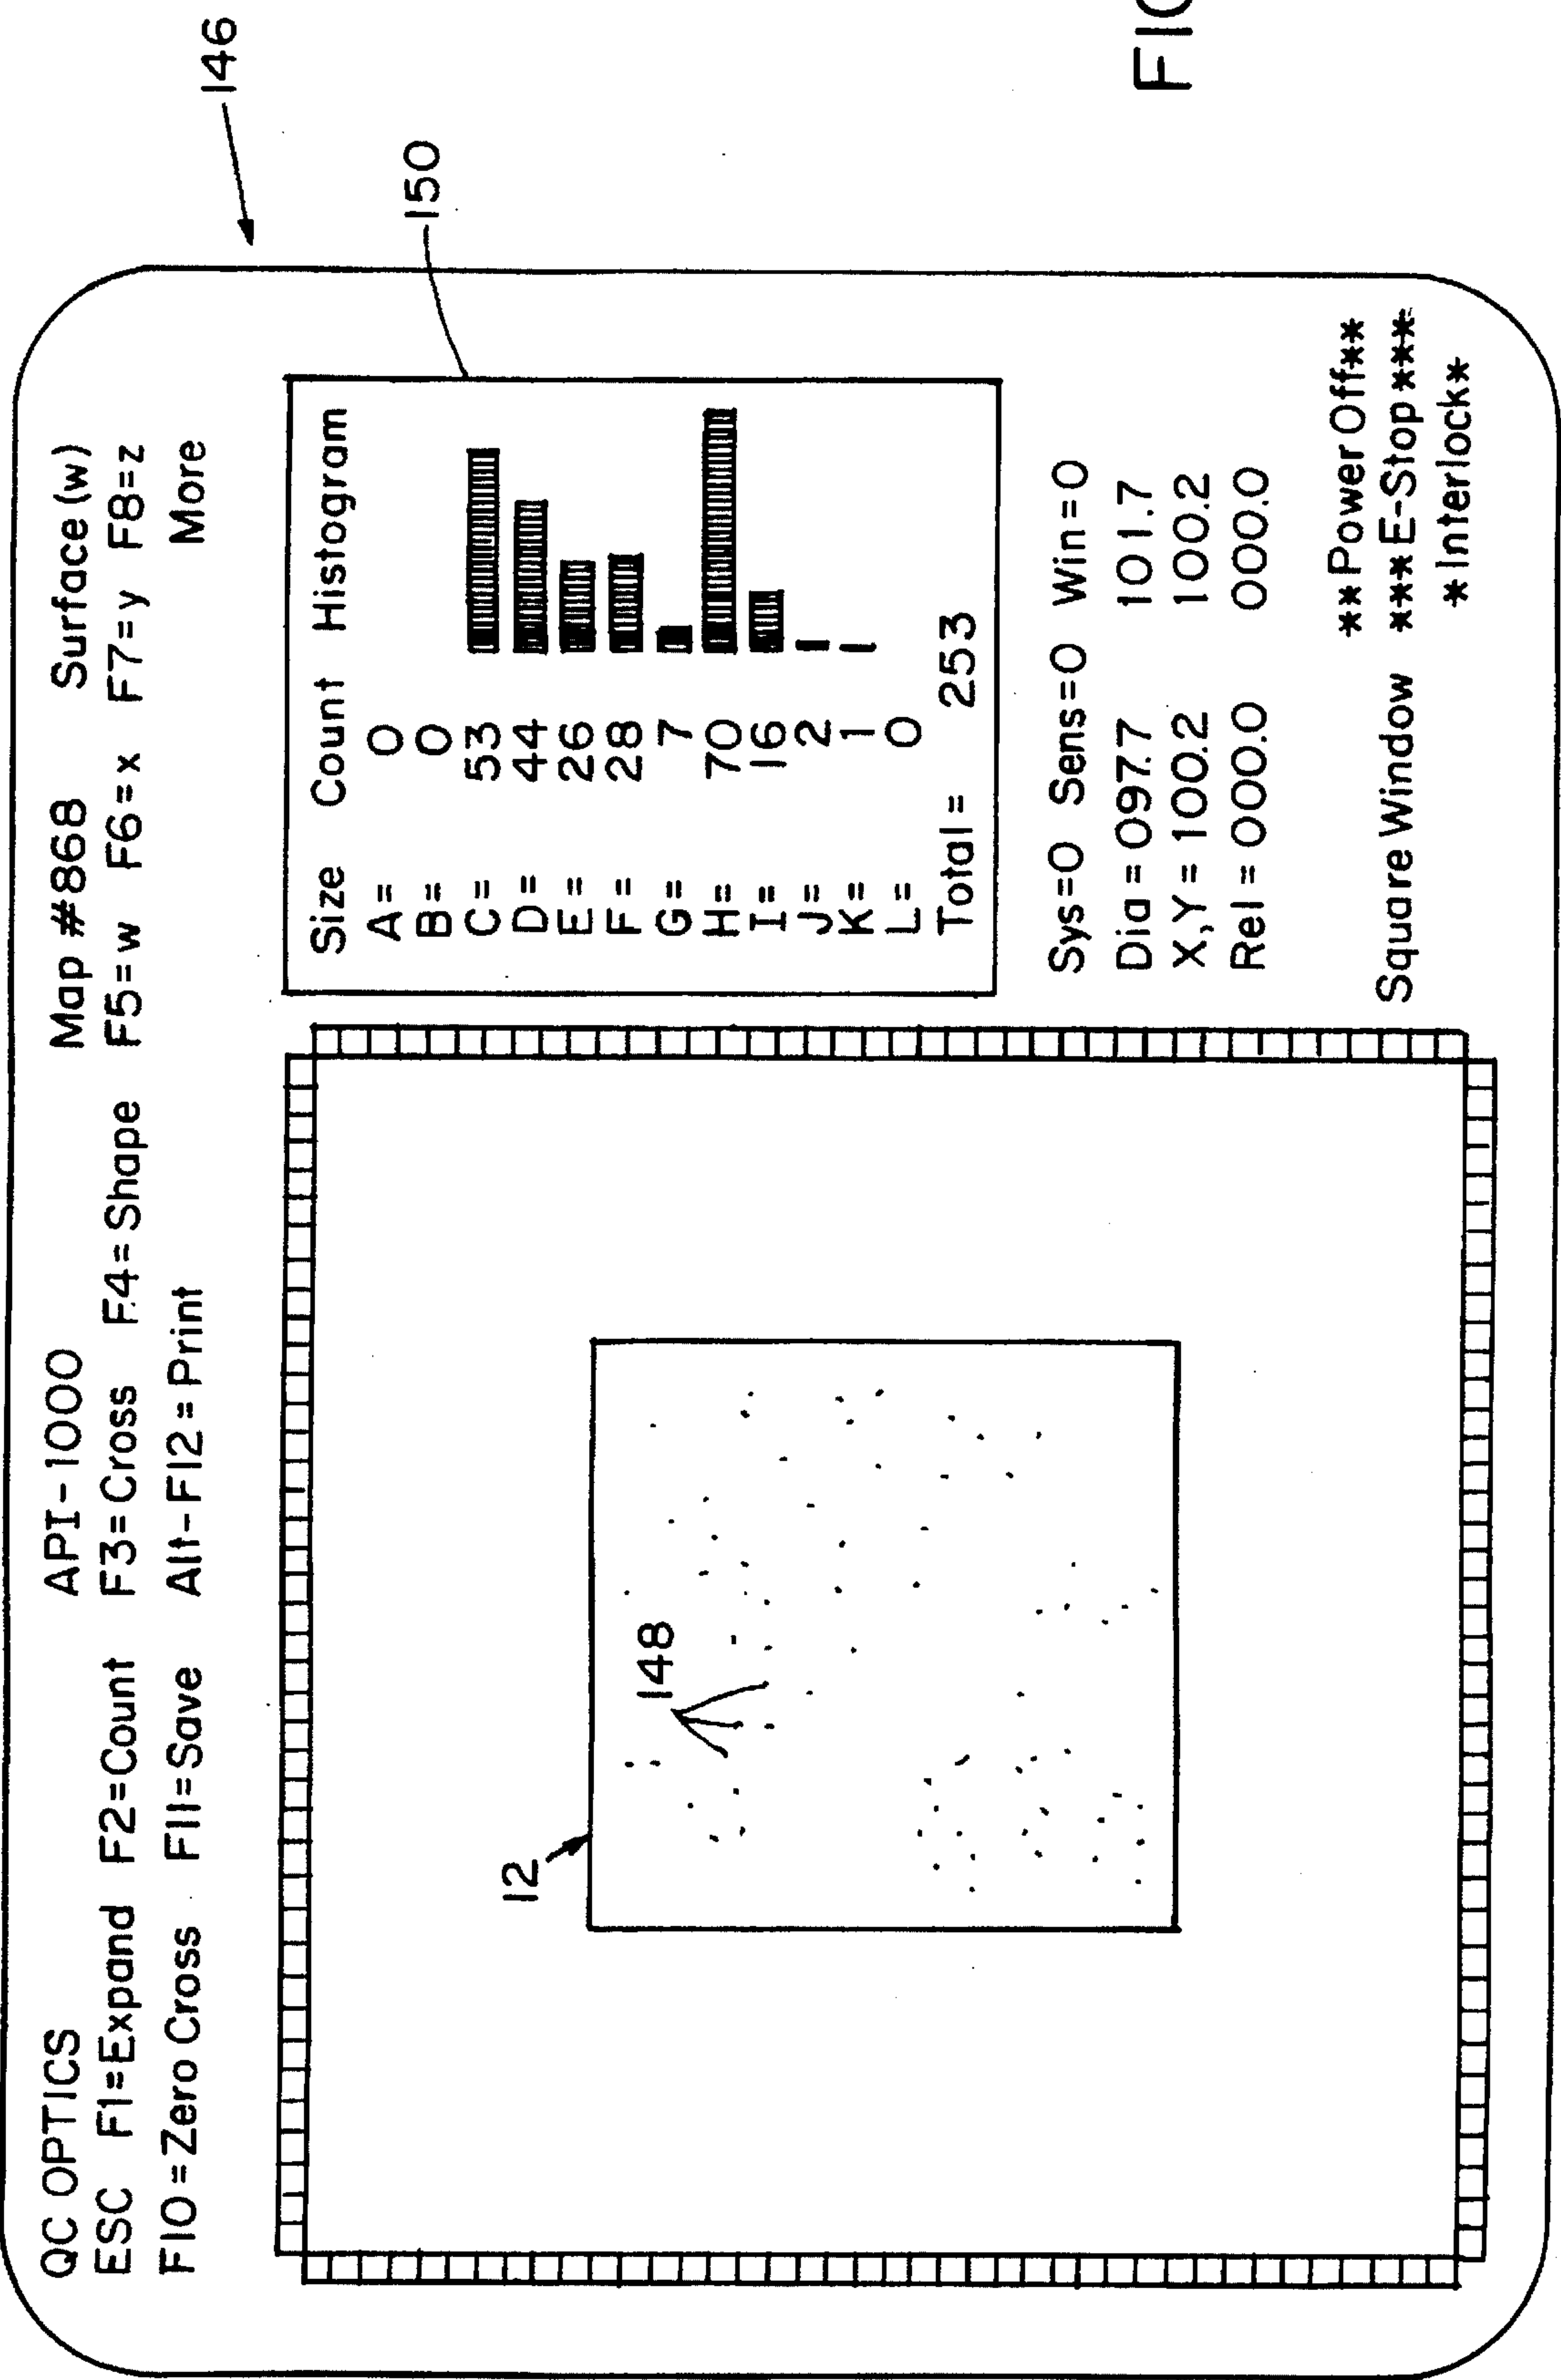 QC OPTICS API-1000 Map #868 Surface (w)
ESC F1=Expand F2=Count F3=Cross F4=Shape F5=w F6=x F7=y F8=z
F10=Zero Cross F11=Save Alt-F12=Print More
146
150
Size Count Histogram
A= 0
B= 0
C= 53
D= 44
E= 26
F= 28
G= 7
H= 70
I= 16
J= 2
K= 1
L= 0
Total= 253
12
148
Sys=0 Sens=0 Win=0
Dia=097.7 101.7
X,Y=100.2 100.2
Rel=000.0 000.0
**Power Off**
Square Window ***E-Stop***
*Interlock*